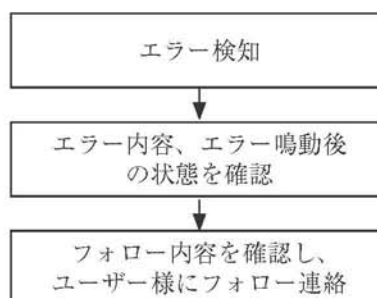 エラー検知
エラー内容、エラー鳴動後
の状態を確認
フォロー内容を確認し、
ユーザー様にフォロー連絡